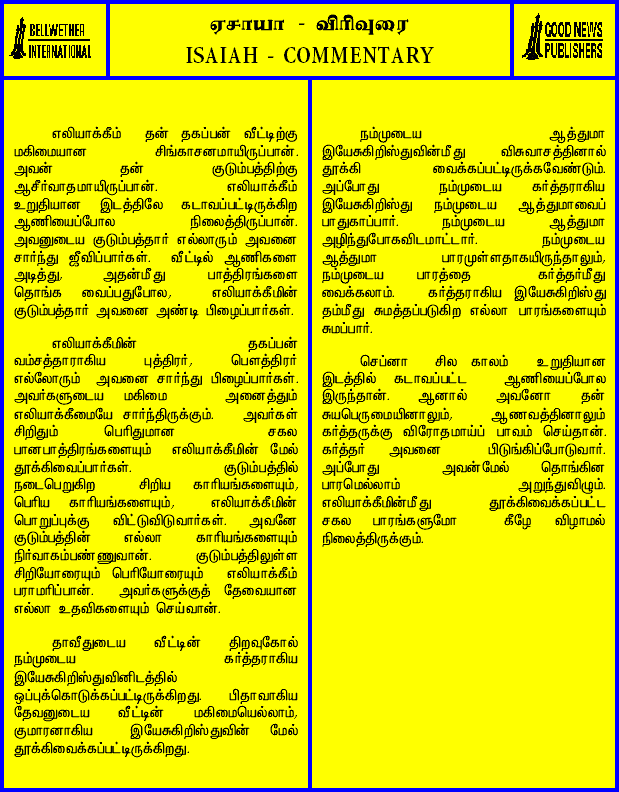 BELLWETHER
INTERNATIONAL
ஏசாயா - விரிவுரை
ISAIAH - COMMENTARY
GOOD NEWS
PUBLISHERS
எலியாக்கீம் தன் தகப்பன் வீட்டிற்கு
மகிமையான சிங்காசனமாயிருப்பான்.
அவன் தன் குடும்பத்திற்கு
ஆசீர்வாதமாயிருப்பான். எலியாக்கீம்
உறுதியான இடத்திலே கடாவப்பட்டிருக்கிற
ஆணியைப்போல நிலைத்திருப்பான்.
அவனுடைய குடும்பத்தார் எல்லாரும் அவனை
சார்ந்து ஜீவிப்பார்கள். வீட்டில் ஆணிகளை
அடித்து, அதன்மீது பாத்திரங்களை
தொங்க வைப்பதுபோல, எலியாக்கீமின்
குடும்பத்தார் அவனை அண்டி பிழைப்பார்கள்.
எலியாக்கீமின் தகப்பன்
வம்சத்தாராகிய புத்திரர், பௌத்திரர்
எல்லோரும் அவனை சார்ந்து பிழைப்பார்கள்.
அவர்களுடைய மகிமை அனைத்தும்
எலியாக்கீமையே சார்ந்திருக்கும். அவர்கள்
சிறிதும் பெரிதுமான சகல
பானபாத்திரங்களையும் எலியாக்கீமின் மேல்
தூக்கிவைப்பார்கள். குடும்பத்தில்
நடைபெறுகிற சிறிய காரியங்களையும்,
பெரிய காரியங்களையும், எலியாக்கீமின்
பொறுப்புக்கு விட்டுவிடுவார்கள். அவனே
குடும்பத்தின் எல்லா காரியங்களையும்
நிர்வாகம்பண்ணுவான். குடும்பத்திலுள்ள
சிறியோரையும் பெரியோரையும் எலியாக்கீம்
பராமரிப்பான். அவர்களுக்குத் தேவையான
எல்லா உதவிகளையும் செய்வான்.
தாவீதுடைய வீட்டின் திறவுகோல்
நம்முடைய கர்த்தராகிய
இயேசுகிறிஸ்துவினிடத்தில்
ஒப்புக்கொடுக்கப்பட்டிருக்கிறது. பிதாவாகிய
தேவனுடைய வீட்டின் மகிமையெல்லாம்,
குமாரனாகிய இயேசுகிறிஸ்துவின் மேல்
தூக்கிவைக்கப்பட்டிருக்கிறது.
நம்முடைய ஆத்துமா
இயேசுகிறிஸ்துவின்மீது விசுவாசத்தினால்
தூக்கி வைக்கப்பட்டிருக்கவேண்டும்.
அப்போது நம்முடைய கர்த்தராகிய
இயேசுகிறிஸ்து நம்முடைய ஆத்துமாவைப்
பாதுகாப்பார். நம்முடைய ஆத்துமா
அழிந்துபோகவிடமாட்டார். நம்முடைய
ஆத்துமா பாரமுள்ளதாகயிருந்தாலும்,
நம்முடைய பாரத்தை கர்த்தர்மீது
வைக்கலாம். கர்த்தராகிய இயேசுகிறிஸ்து
தம்மீது சுமத்தப்படுகிற எல்லா பாரங்களையும்
சுமப்பார்.
செப்னா சில காலம் உறுதியான
இடத்தில் கடாவப்பட்ட ஆணியைப்போல
இருந்தான். ஆனால் அவனோ தன்
சுயபெருமையினாலும், ஆணவத்தினாலும்
கர்த்தருக்கு விரோதமாய்ப் பாவம் செய்தான்.
கர்த்தர் அவனை பிடுங்கிப்போடுவார்.
அப்போது அவன்மேல் தொங்கின
பாரமெல்லாம் அறுந்துவிழும்.
எலியாக்கீமின்மீது தூக்கிவைக்கப்பட்ட
சகல பாரங்களுமோ கீழே விழாமல்
நிலைத்திருக்கும்.